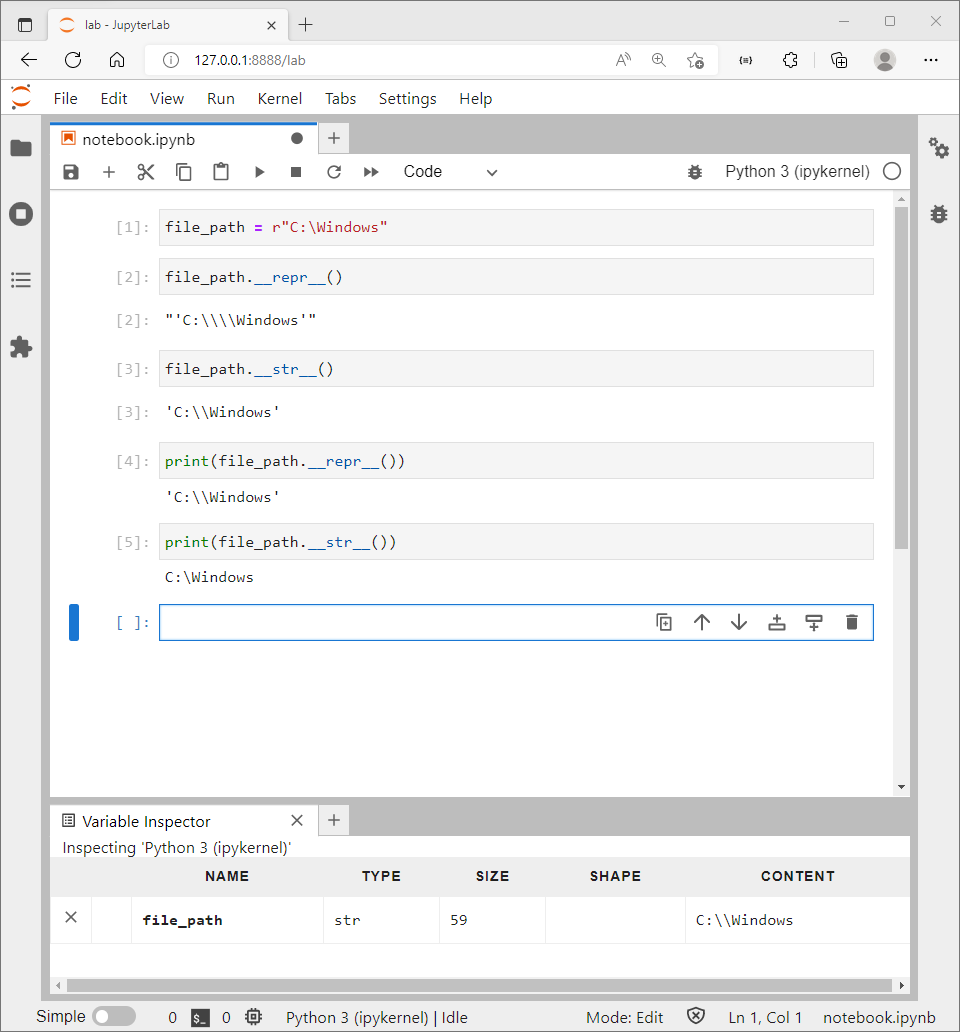 lab - JupyterLab
127.0.0.1:8888/lab
File Edit View Run Kernel Tabs Settings Help
notebook.ipynb
Code Python 3 (ipykernel)
[1]: file_path = r"C:\Windows"
[2]: file_path.__repr__()
[2]: "'C:\\\\Windows'"
[3]: file_path.__str__()
[3]: 'C:\\Windows'
[4]: print(file_path.__repr__())
'C:\\Windows'
[5]: print(file_path.__str__())
C:\Windows
[ ]:
Variable Inspector
Inspecting 'Python 3 (ipykernel)'
NAME TYPE SIZE SHAPE CONTENT
file_path str 59 C:\\Windows
Simple 0 $_ 0 Python 3 (ipykernel) | Idle Mode: Edit Ln 1, Col 1 notebook.ipynb